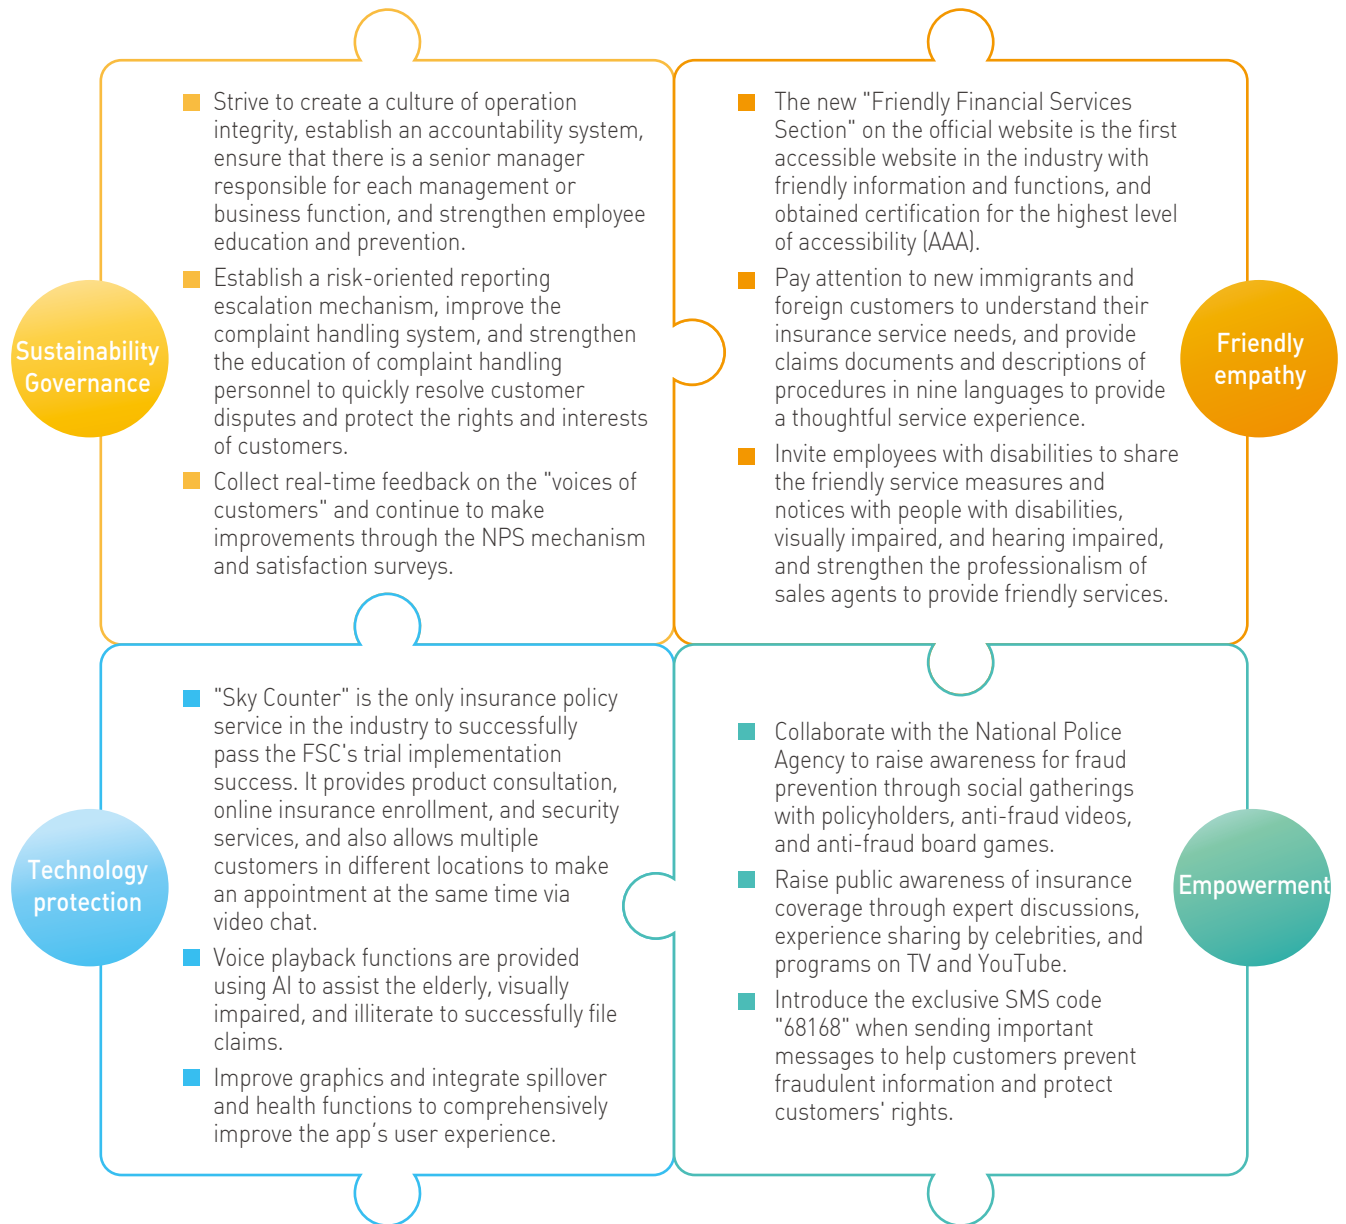 Sustainability
Governance
Strive to create a culture of operation
integrity, establish an accountability system,
ensure that there is a senior manager
responsible for each management or
business function, and strengthen employee
education and prevention.
Establish a risk-oriented reporting
escalation mechanism, improve the
complaint handling system, and strengthen
the education of complaint handling
personnel to quickly resolve customer
disputes and protect the rights and interests
of customers.
Collect real-time feedback on the "voices of
customers" and continue to make
improvements through the NPS mechanism
and satisfaction surveys.
Friendly
empathy
The new "Friendly Financial Services
Section" on the official website is the first
accessible website in the industry with
friendly information and functions, and
obtained certification for the highest level
of accessibility (AAA).
Pay attention to new immigrants and
foreign customers to understand their
insurance service needs, and provide
claims documents and descriptions of
procedures in nine languages to provide
a thoughtful service experience.
Invite employees with disabilities to share
the friendly service measures and
notices with people with disabilities,
visually impaired, and hearing impaired,
and strengthen the professionalism of
sales agents to provide friendly services.
Technology
protection
"Sky Counter" is the only insurance policy
service in the industry to successfully
pass the FSC's trial implementation
success. It provides product consultation,
online insurance enrollment, and security
services, and also allows multiple
customers in different locations to make
an appointment at the same time via
video chat.
Voice playback functions are provided
using AI to assist the elderly, visually
impaired, and illiterate to successfully file
claims.
Improve graphics and integrate spillover
and health functions to comprehensively
improve the app's user experience.
Empowerment
Collaborate with the National Police
Agency to raise awareness for fraud
prevention through social gatherings
with policyholders, anti-fraud videos,
and anti-fraud board games.
Raise public awareness of insurance
coverage through expert discussions,
experience sharing by celebrities, and
programs on TV and YouTube.
Introduce the exclusive SMS code
"68168" when sending important
messages to help customers prevent
fraudulent information and protect
customers' rights.